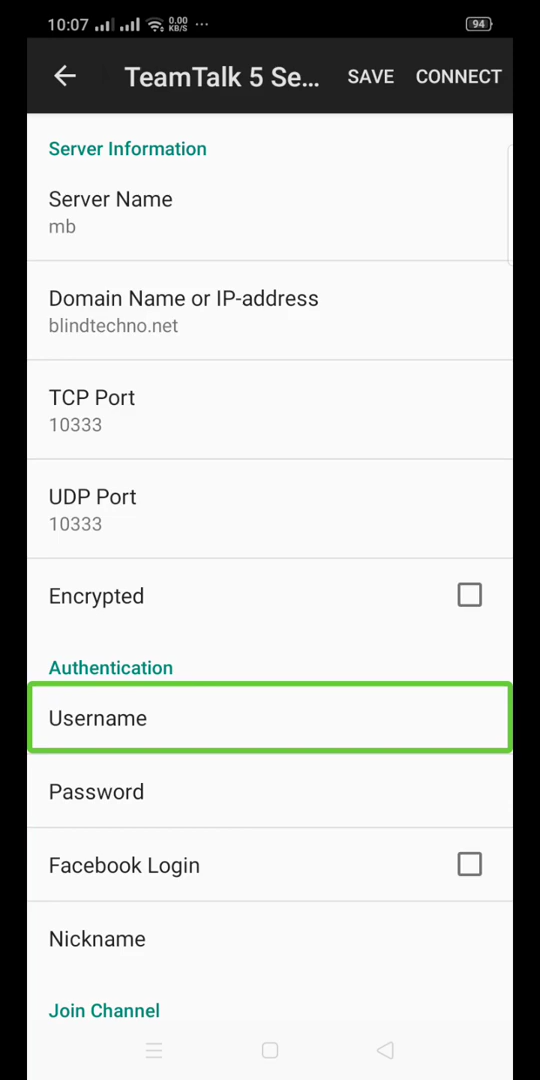 10:07 0.00 KB/S ... 94
TeamTalk 5 Se... SAVE CONNECT
Server Information
Server Name
mb
Domain Name or IP-address
blindtechno.net
TCP Port
10333
UDP Port
10333
Encrypted
Authentication
Username
Password
Facebook Login
Nickname
Join Channel